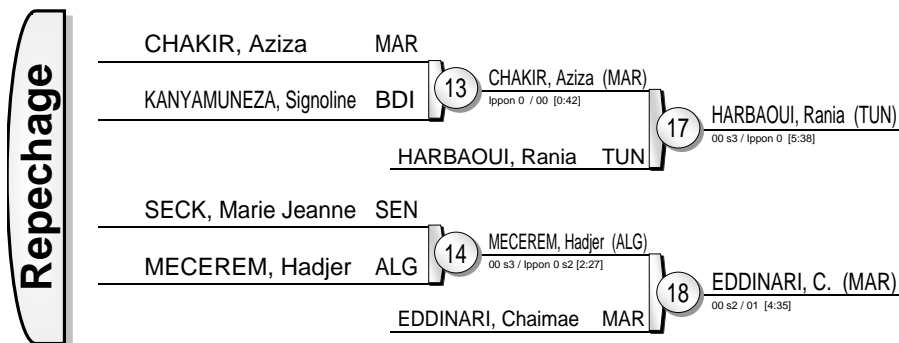 Repechage
CHAKIR, Aziza MAR
KANYAMUNEZA, Signoline BDI
13
CHAKIR, Aziza (MAR)
Ippon 0 / 00 [0:42]
HARBAOUI, Rania TUN
17
HARBAOUI, Rania (TUN)
00 s3 / Ippon 0 [5:38]
SECK, Marie Jeanne SEN
MECEREM, Hadjer ALG
14
MECEREM, Hadjer (ALG)
00 s3 / Ippon 0 s2 [2:27]
EDDINARI, Chaimae MAR
18
EDDINARI, C. (MAR)
00 s2 / 01 [4:35]